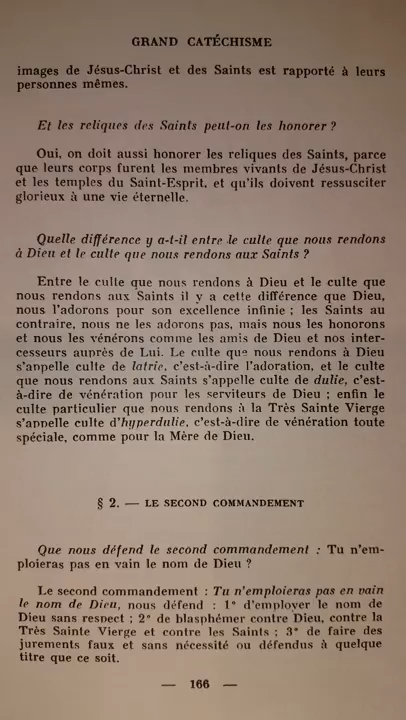 GRAND CATÉCHISME
images de Jésus-Christ et des Saints est rapporté à leurs
personnes mêmes.
Et les reliques des Saints peut-on les honorer ?
Oui, on doit aussi honorer les reliques des Saints, parce
que leurs corps furent les membres vivants de Jésus-Christ
et les temples du Saint-Esprit, et qu'ils doivent ressusciter
glorieux à une vie éternelle.
Quelle différence y a-t-il entre le culte que nous rendons
à Dieu et le culte que nous rendons aux Saints ?
Entre le culte que nous rendons à Dieu et le culte que
nous rendons aux Saints il y a cette différence que Dieu,
nous l'adorons pour son excellence infinie ; les Saints au
contraire, nous ne les adorons pas, mais nous les honorons
et nous les vénérons comme les amis de Dieu et nos inter-
cesseurs auprès de Lui. Le culte que nous rendons à Dieu
s'appelle culte de latrie, c'est-à-dire l'adoration, et le culte
que nous rendons aux Saints s'appelle culte de dulie, c'est-
à-dire de vénération pour les serviteurs de Dieu ; enfin le
culte particulier que nous rendons à la Très Sainte Vierge
s'appelle culte d'hyperdulie, c'est-à-dire de vénération toute
spéciale, comme pour la Mère de Dieu.
§ 2. — LE SECOND COMMANDEMENT
Que nous défend le second commandement : Tu n'em-
ploieras pas en vain le nom de Dieu ?
Le second commandement : Tu n'emploieras pas en vain
le nom de Dieu, nous défend : 1° d'employer le nom de
Dieu sans respect ; 2° de blasphémer contre Dieu, contre la
Très Sainte Vierge et contre les Saints ; 3° de faire des
jurements faux et sans nécessité ou défendus à quelque
titre que ce soit.
— 166 —